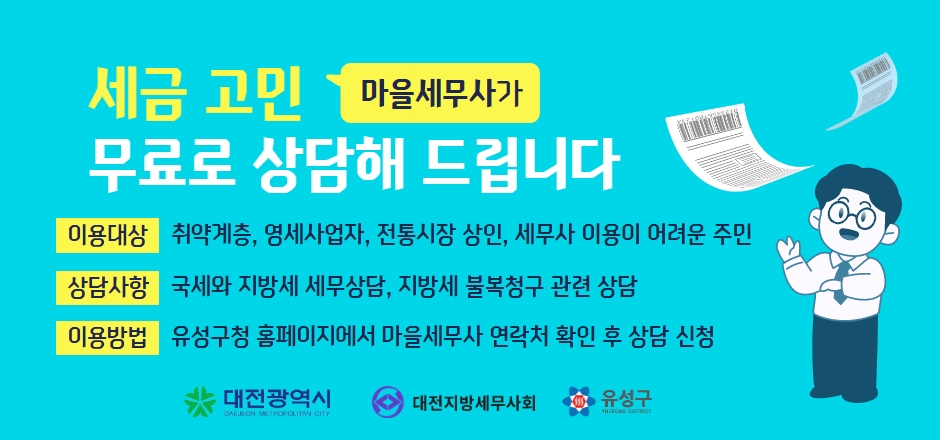 세금 고민 마을세무사가
무료로 상담해 드립니다
이용대상 취약계층, 영세사업자, 전통시장 상인, 세무사 이용이 어려운 주민
상담사항 국세와 지방세 세무상담, 지방세 불복청구 관련 상담
이용방법 유성구청 홈페이지에서 마을세무사 연락처 확인 후 상담 신청
대전광역시 대전지방세무사회 유성구
DAEJEON METROPOLITAN CITY YUSEONG DISTRICT